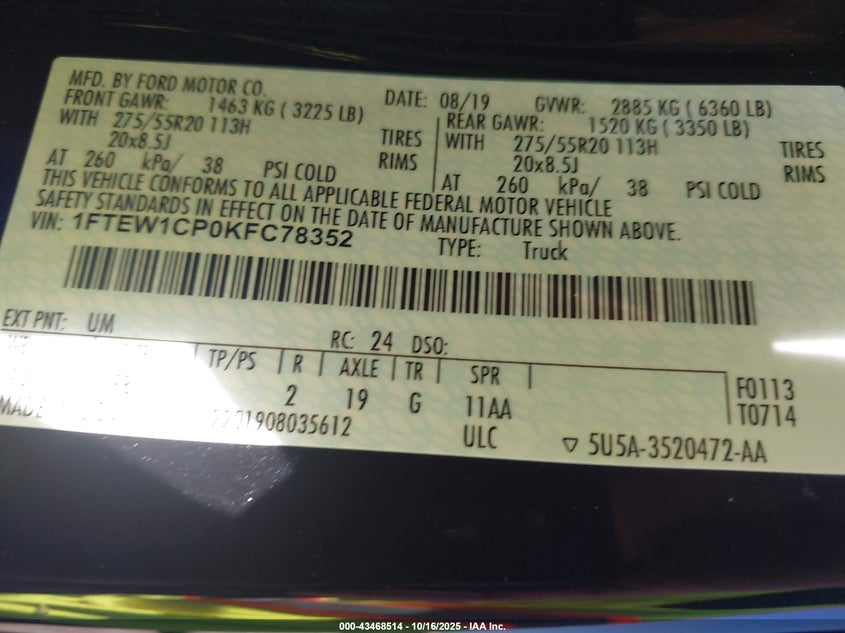 MFD. BY FORD MOTOR CO.
DATE: 08/19 GVWR: 2885 KG ( 6360 LB)
FRONT GAWR: 1463 KG ( 3225 LB)
REAR GAWR: 1520 KG ( 3350 LB)
WITH 275/55R20 113H TIRES
WITH 275/55R20 113H TIRES
20x8.5J RIMS
20x8.5J RIMS
AT 260 kPa/ 38 PSI COLD
AT 260 kPa/ 38 PSI COLD
THIS VEHICLE CONFORMS TO ALL APPLICABLE FEDERAL MOTOR VEHICLE
SAFETY STANDARDS IN EFFECT ON THE DATE OF MANUFACTURE SHOWN ABOVE.
VIN: 1FTEW1CP0KFC78352
TYPE: Truck
EXT PNT: UM RC: 24 DSO:
TP/PS R AXLE TR SPR
2 19 G 11AA
F0113
T0714
MADE
1908035612
ULC
5U5A-3520472-AA
000-43468514 - 10/16/2025 - IAA Inc.